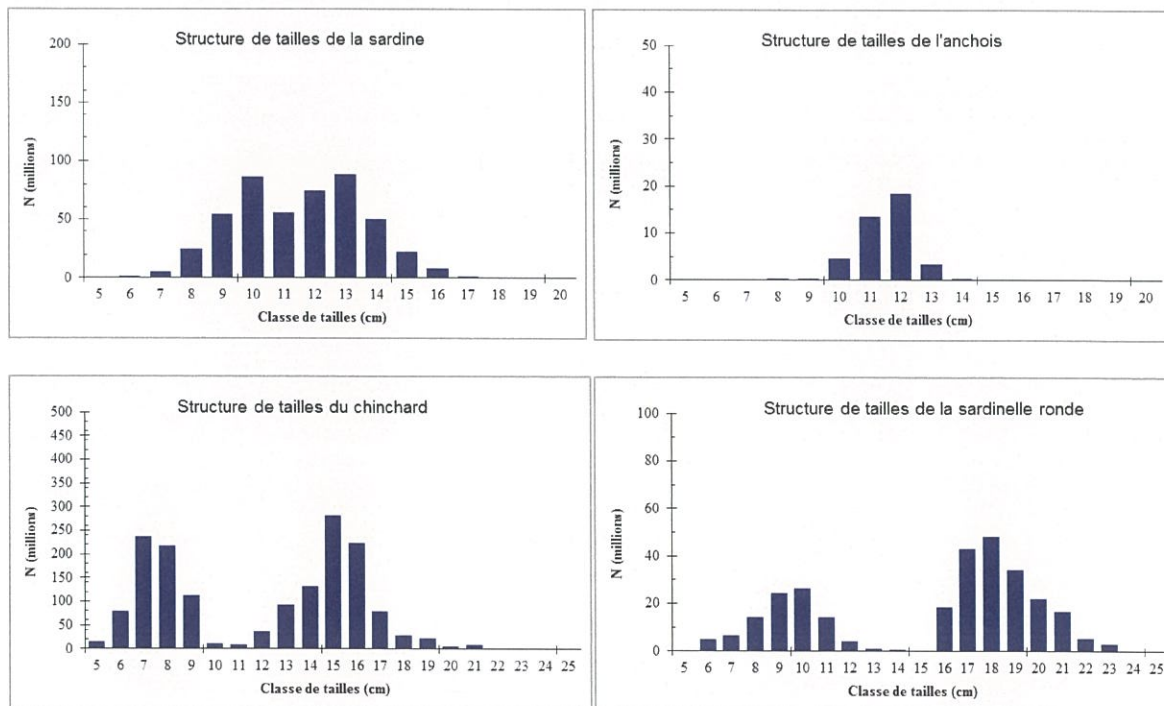 Structure de tailles de la sardine
N (millions)
200
150
100
50
0
5 6 7 8 9 10 11 12 13 14 15 16 17 18 19 20
Classe de tailles (cm)
Structure de tailles de l'anchois
N (millions)
50
40
30
20
10
0
5 6 7 8 9 10 11 12 13 14 15 16 17 18 19 20
Classe de tailles (cm)
Structure de tailles du chinchard
N (millions)
500
450
400
350
300
250
200
150
100
50
0
5 6 7 8 9 10 11 12 13 14 15 16 17 18 19 20 21 22 23 24 25
Classe de tailles (cm)
Structure de tailles de la sardinelle ronde
N (millions)
100
80
60
40
20
0
5 6 7 8 9 10 11 12 13 14 15 16 17 18 19 20 21 22 23 24 25
Classe de tailles (cm)